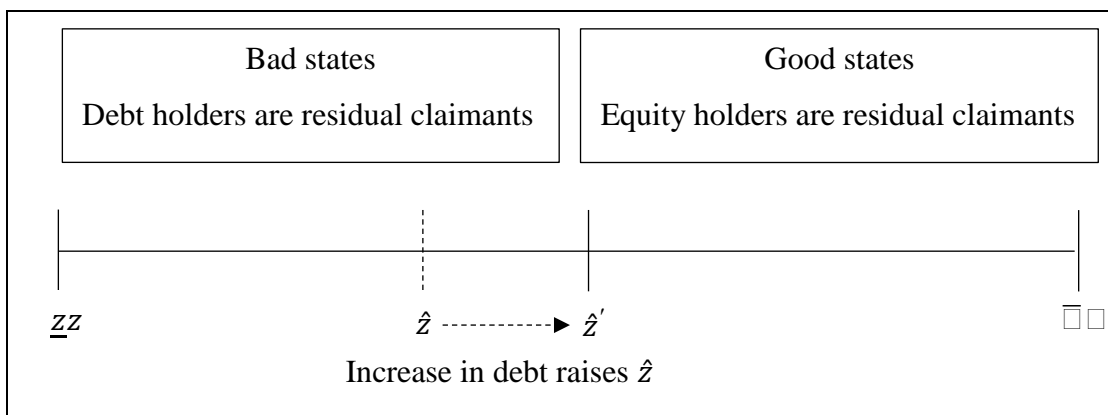 Bad states
Debt holders are residual claimants
Good states
Equity holders are residual claimants
z̲z ẑ ẑ′ □̅ □
Increase in debt raises ẑ